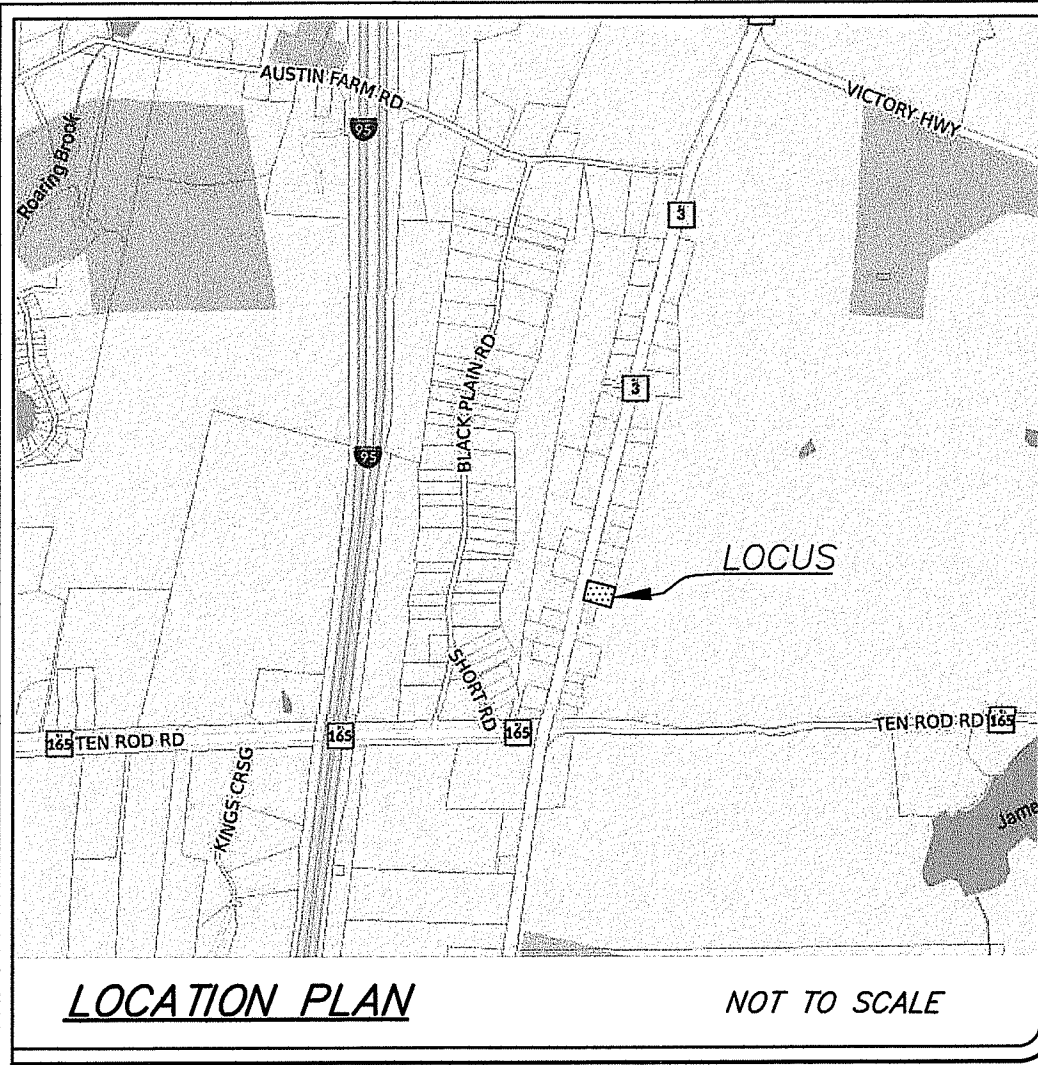 AUSTIN FARM RD
VICTORY HWY
95
Roaring Brook
3
BLACK PLAIN RD
3
95
LOCUS
SHORT RD
165
TEN ROD RD
165
165
TEN ROD RD
165
KINGS CRSG
Jame
LOCATION PLAN
NOT TO SCALE